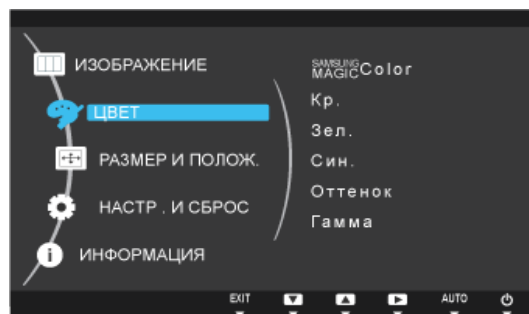 ИЗОБРАЖЕНИЕ
ЦВЕТ
РАЗМЕР И ПОЛОЖ.
НАСТР . И СБРОС
ИНФОРМАЦИЯ
SAMSUNG MAGIC Color
Кр.
Зел.
Син.
Оттенок
Гамма
EXIT AUTO